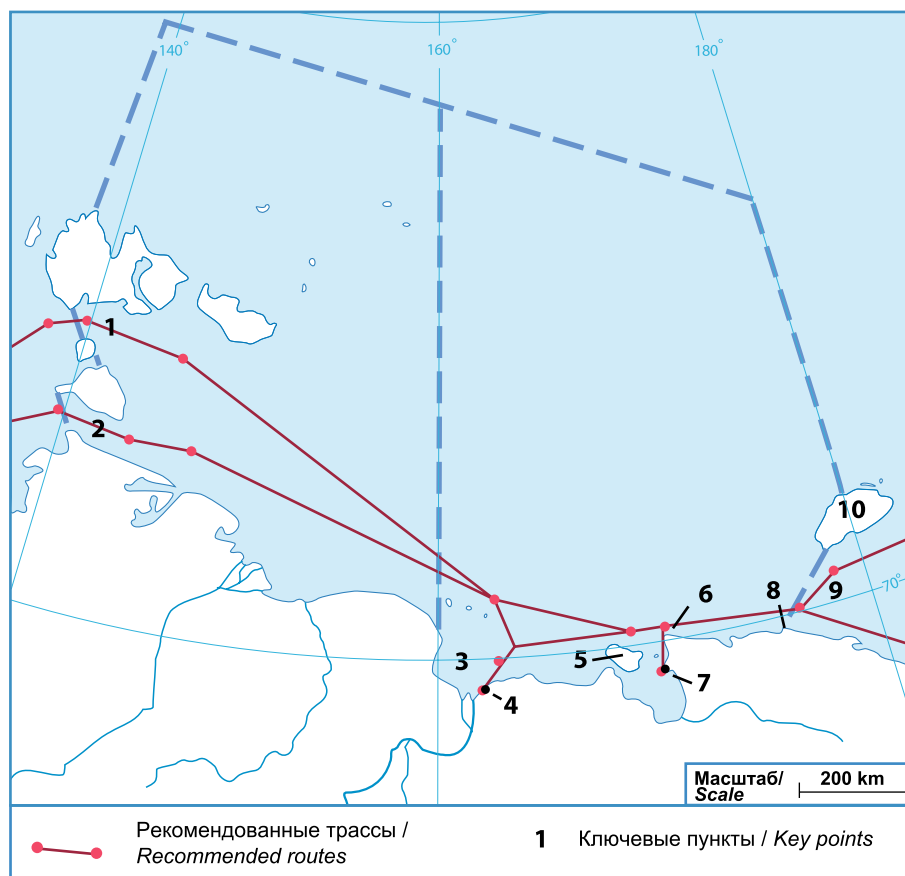 140°
160°
180°
1
2
10
8
9
70°
6
3
5
7
4
Масштаб/
Scale
200 km
Рекомендованные трассы /
Recommended routes
1
Ключевые пункты / Key points